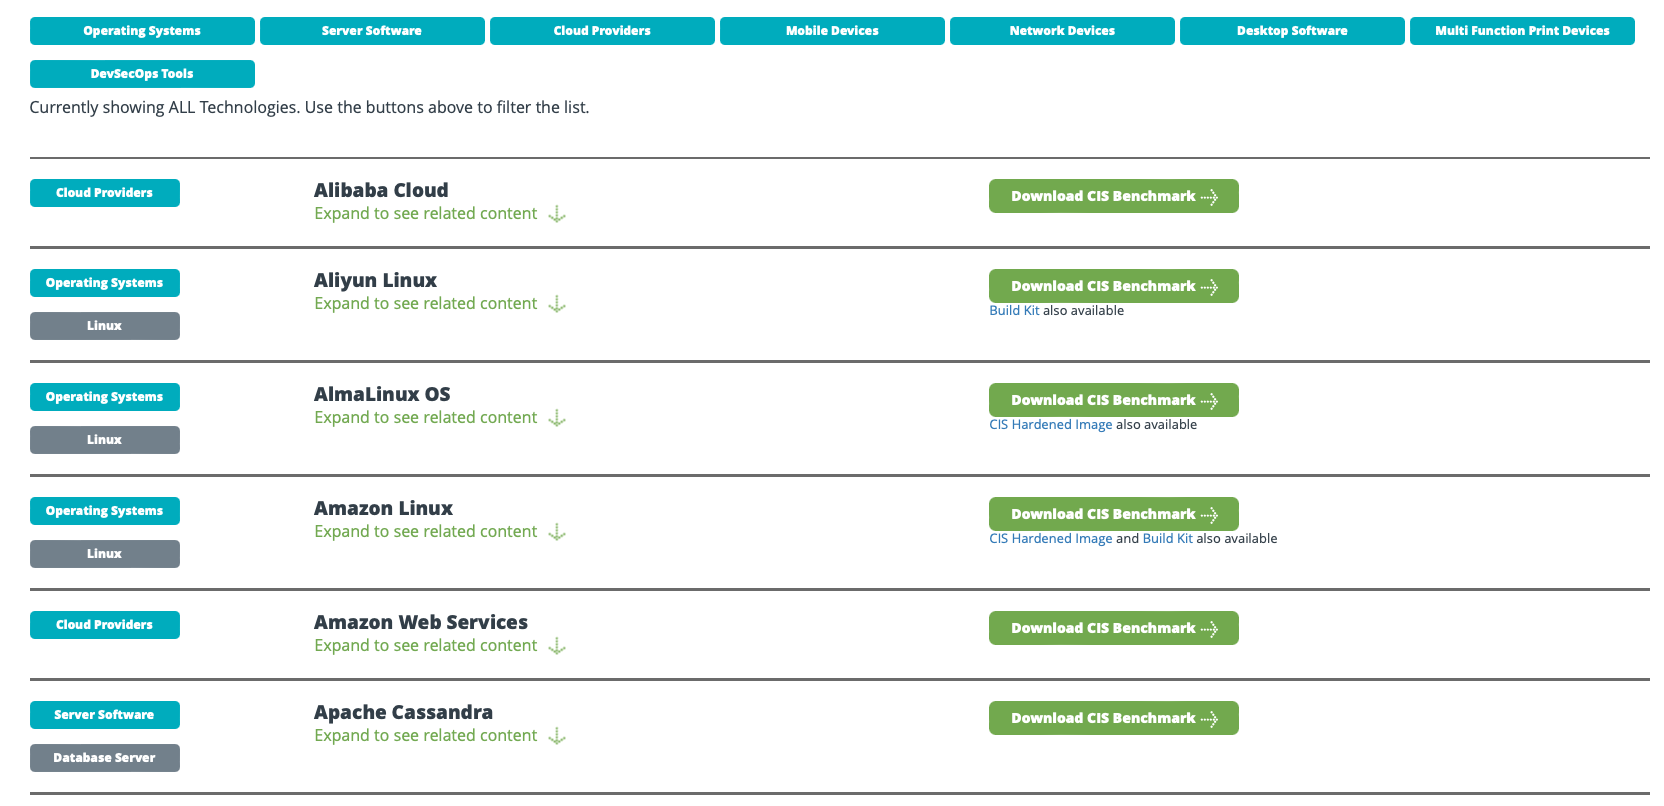 Operating Systems
Server Software
Cloud Providers
Mobile Devices
Network Devices
Desktop Software
Multi Function Print Devices
DevSecOps Tools
Currently showing ALL Technologies. Use the buttons above to filter the list.
Cloud Providers
Alibaba Cloud
Expand to see related content
Download CIS Benchmark
Operating Systems
Linux
Aliyun Linux
Expand to see related content
Download CIS Benchmark
Build Kit also available
Operating Systems
Linux
AlmaLinux OS
Expand to see related content
Download CIS Benchmark
CIS Hardened Image also available
Operating Systems
Linux
Amazon Linux
Expand to see related content
Download CIS Benchmark
CIS Hardened Image and Build Kit also available
Cloud Providers
Amazon Web Services
Expand to see related content
Download CIS Benchmark
Server Software
Database Server
Apache Cassandra
Expand to see related content
Download CIS Benchmark